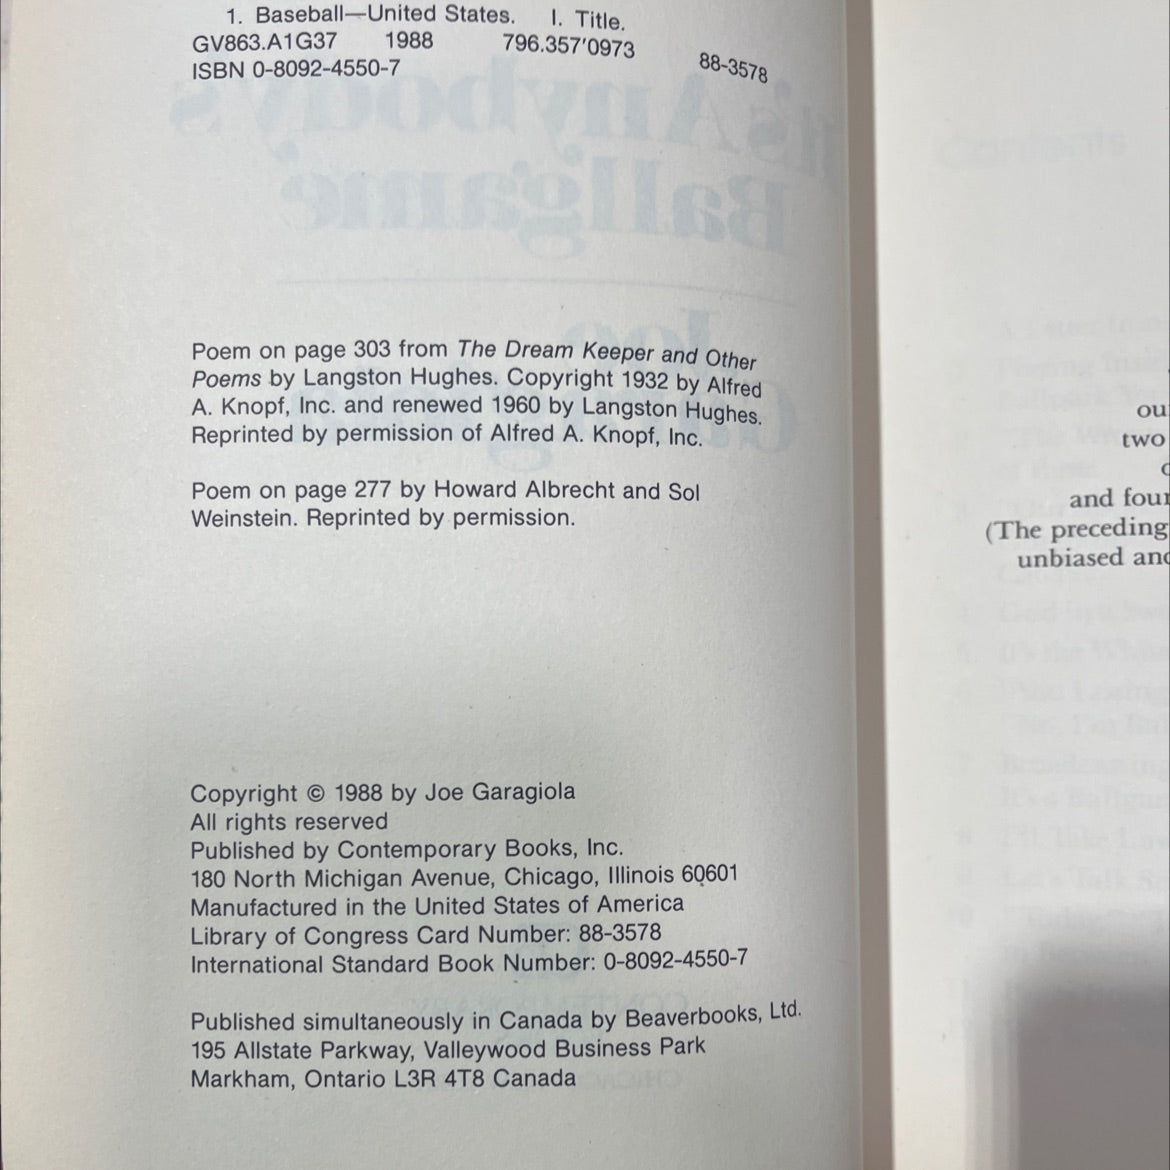 1. Baseball—United States. I. Title.
GV863.A1G37 1988 796.357'0973 88-3578
ISBN 0-8092-4550-7
It's Anybody's
Ballgame
Poem on page 303 from The Dream Keeper and Other
Poems by Langston Hughes. Copyright 1932 by Alfred
A. Knopf, Inc. and renewed 1960 by Langston Hughes.
Reprinted by permission of Alfred A. Knopf, Inc.
Poem on page 277 by Howard Albrecht and Sol
Weinstein. Reprinted by permission.
Copyright © 1988 by Joe Garagiola
All rights reserved
Published by Contemporary Books, Inc.
180 North Michigan Avenue, Chicago, Illinois 60601
Manufactured in the United States of America
Library of Congress Card Number: 88-3578
International Standard Book Number: 0-8092-4550-7
Published simultaneously in Canada by Beaverbooks, Ltd.
195 Allstate Parkway, Valleywood Business Park
Markham, Ontario L3R 4T8 Canada
Contents
ou
two
and four
(The preceding
unbiased and